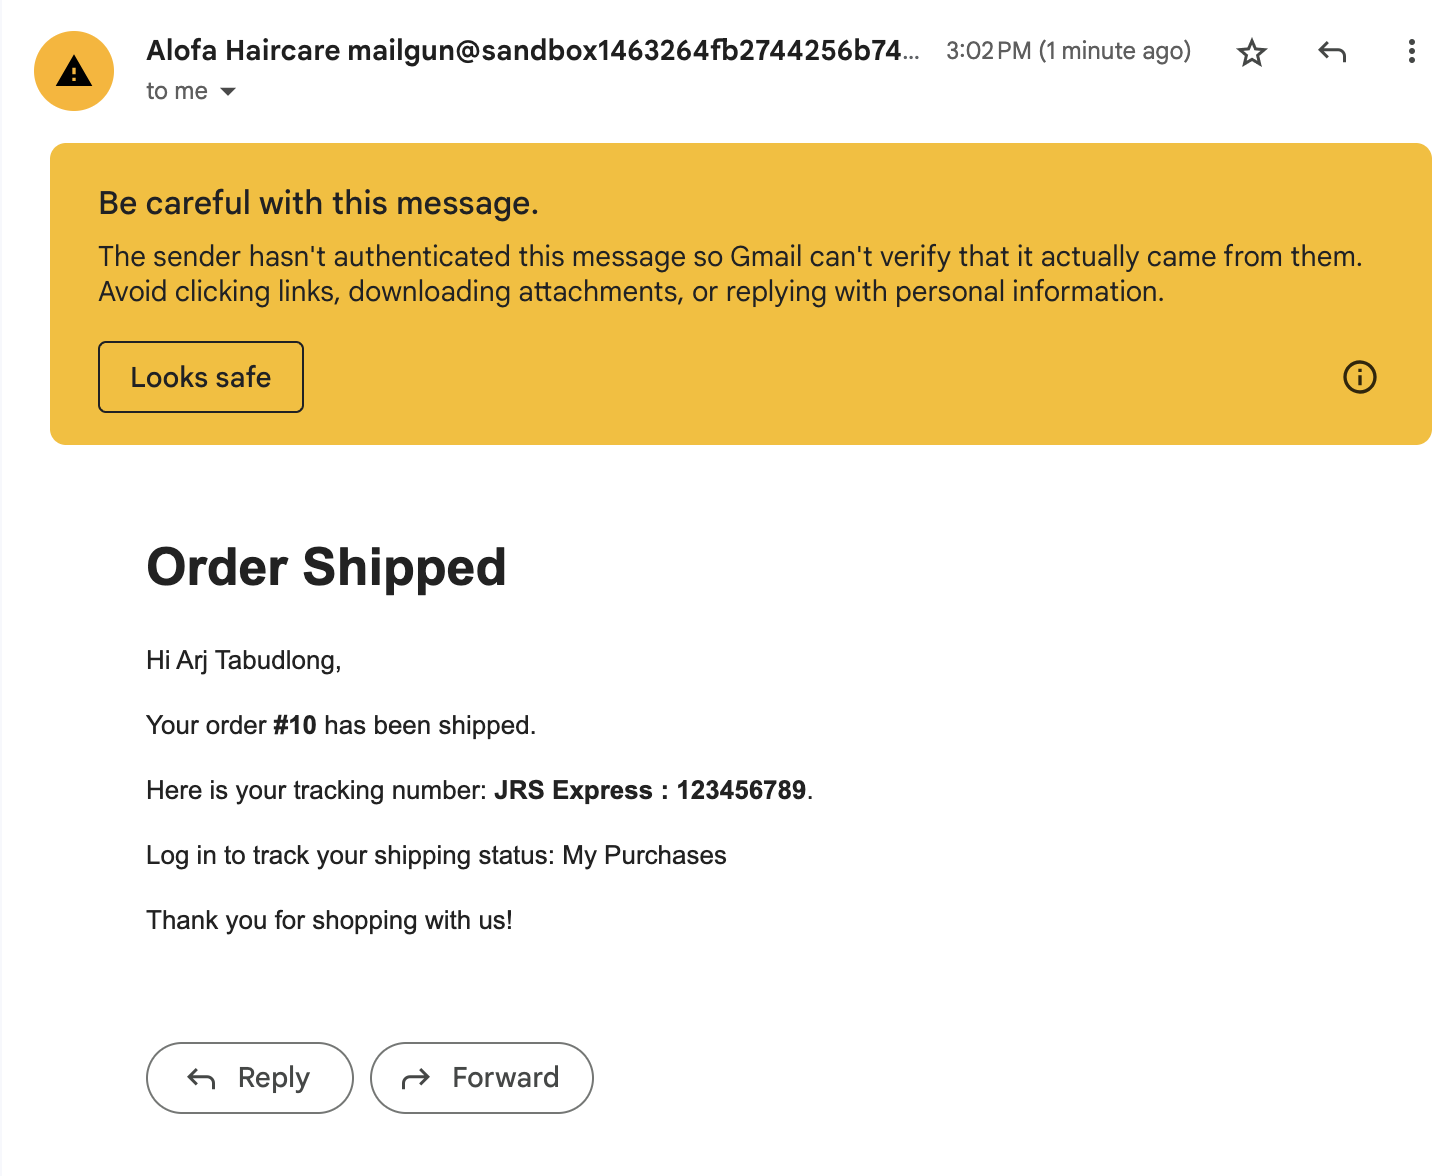 Alofa Haircare mailgun@sandbox1463264fb2744256b74... 3:02 PM (1 minute ago)
to me
Be careful with this message.
The sender hasn't authenticated this message so Gmail can't verify that it actually came from them.
Avoid clicking links, downloading attachments, or replying with personal information.
Looks safe
Order Shipped
Hi Arj Tabudlong,
Your order #10 has been shipped.
Here is your tracking number: JRS Express : 123456789.
Log in to track your shipping status: My Purchases
Thank you for shopping with us!
Reply Forward